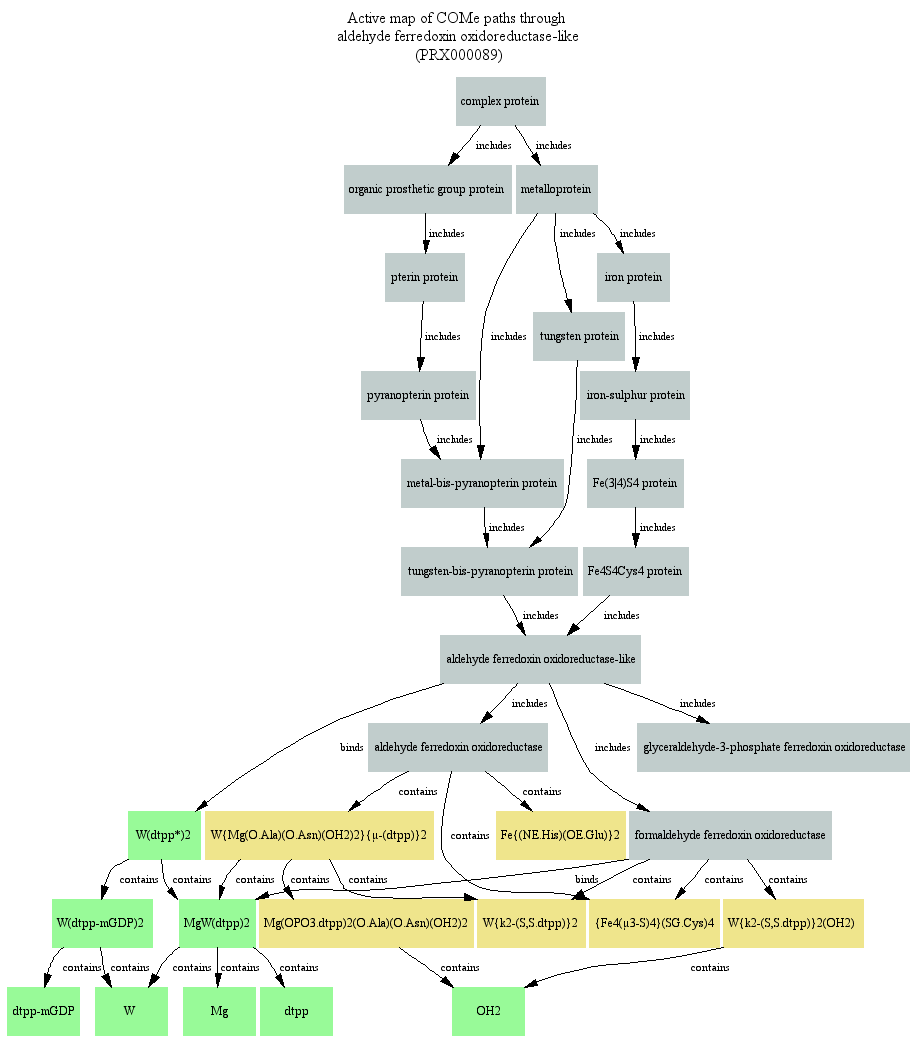 Active map of COMe paths through
aldehyde ferredoxin oxidoreductase-like
(PRX000089)
complex protein
includes
includes
organic prosthetic group protein
metalloprotein
includes
includes
includes
pterin protein
iron protein
includes
includes
tungsten protein
includes
pyranopterin protein
iron-sulphur protein
includes
includes
includes
metal-bis-pyranopterin protein
Fe(3|4)S4 protein
includes
includes
tungsten-bis-pyranopterin protein
Fe4S4Cys4 protein
includes
includes
aldehyde ferredoxin oxidoreductase-like
includes
includes
binds
aldehyde ferredoxin oxidoreductase
includes
glyceraldehyde-3-phosphate ferredoxin oxidoreductase
contains
contains
W(dtpp*)2
W{Mg(O.Ala)(O.Asn)(OH2)2}{µ-(dtpp)}2
contains
Fe{(NE.His)(OE.Glu)}2
formaldehyde ferredoxin oxidoreductase
contains
contains
contains
contains
contains
binds
contains
contains
W(dtpp-mGDP)2
MgW(dtpp)2
Mg(OPO3.dtpp)2(O.Ala)(O.Asn)(OH2)2
W{k2-(S,S.dtpp)}2
{Fe4(µ3-S)4}(SG.Cys)4
W{k2-(S,S.dtpp)}2(OH2)
contains
contains
contains
contains
contains
contains
contains
dtpp-mGDP
W
Mg
dtpp
OH2